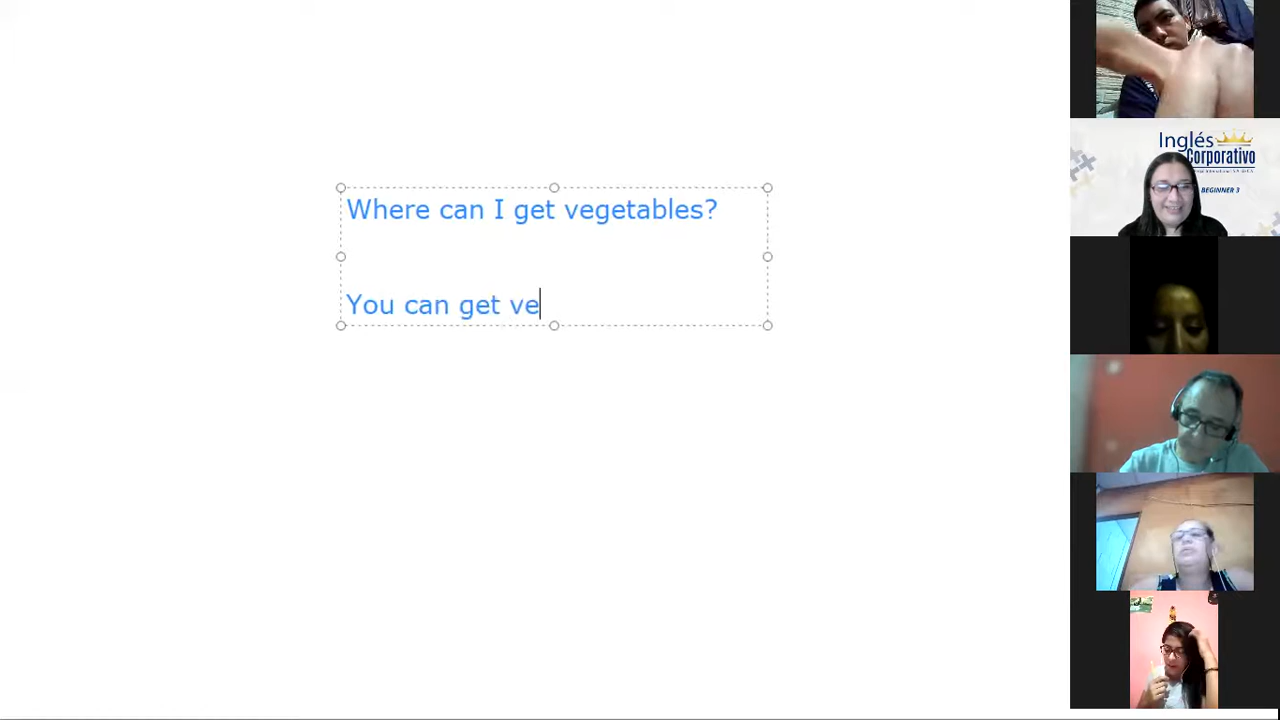 Where can I get vegetables?
You can get ve
Inglés
Corporativo
BEGINNER 3